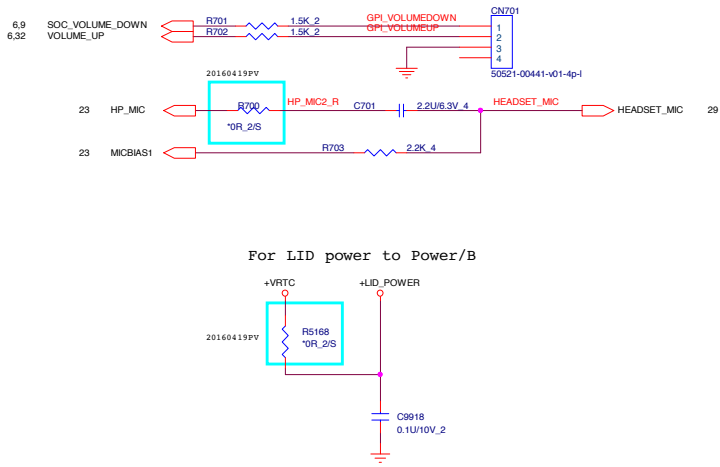 CN701
6,9 SOC_VOLUME_DOWN R701 1.5K_2 GPI_VOLUMEDOWN 1
6,32 VOLUME_UP R702 1.5K_2 GPI_VOLUMEUP 2
3
4
50521-00441-v01-4p-l
20160419PV
23 HP_MIC R700 HP_MIC2_R C701 2.2U/6.3V_4 HEADSET_MIC HEADSET_MIC 29
*0R_2/S
23 MICBIAS1 R703 2.2K_4
For LID power to Power/B
+VRTC +LID_POWER
20160419PV R5168
*0R_2/S
C9918
0.1U/10V_2